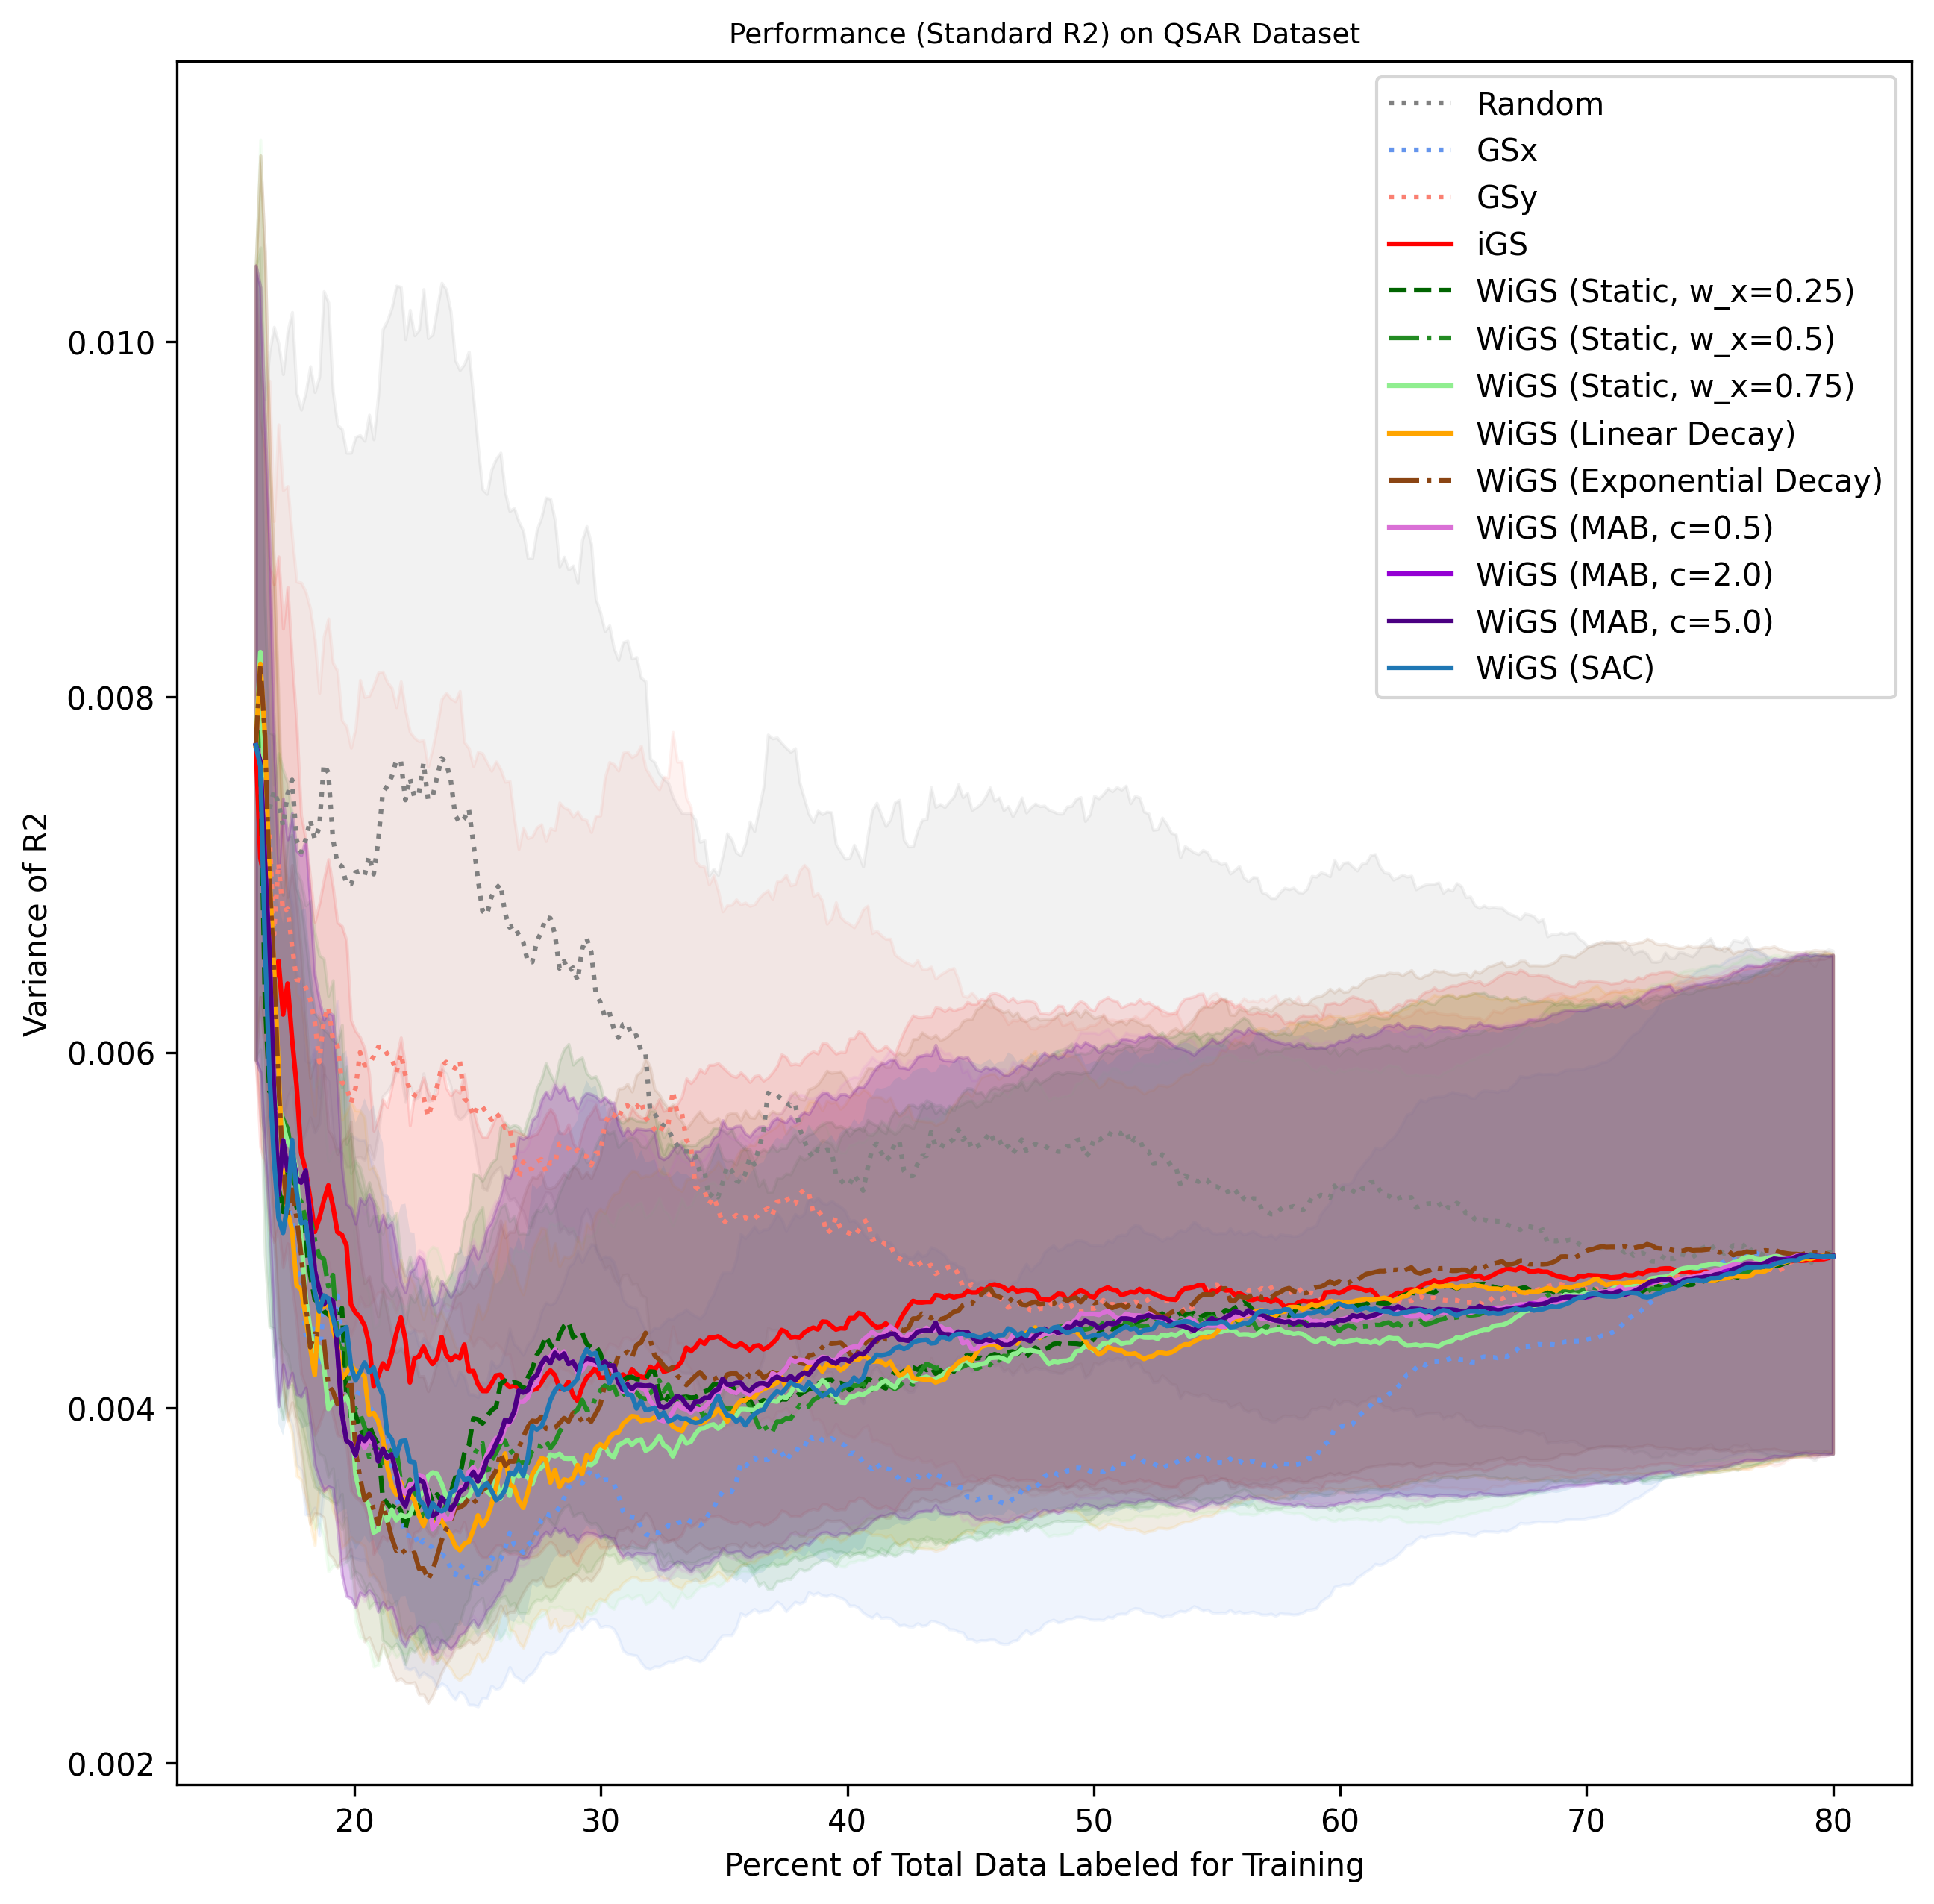 Performance (Standard R2) on QSAR Dataset
Random
GSx
GSy
iGS
WiGS (Static, w_x=0.25)
WiGS (Static, w_x=0.5)
WiGS (Static, w_x=0.75)
WiGS (Linear Decay)
WiGS (Exponential Decay)
WiGS (MAB, c=0.5)
WiGS (MAB, c=2.0)
WiGS (MAB, c=5.0)
WiGS (SAC)
Variance of R2
0.010
0.008
0.006
0.004
0.002
20 30 40 50 60 70 80
Percent of Total Data Labeled for Training